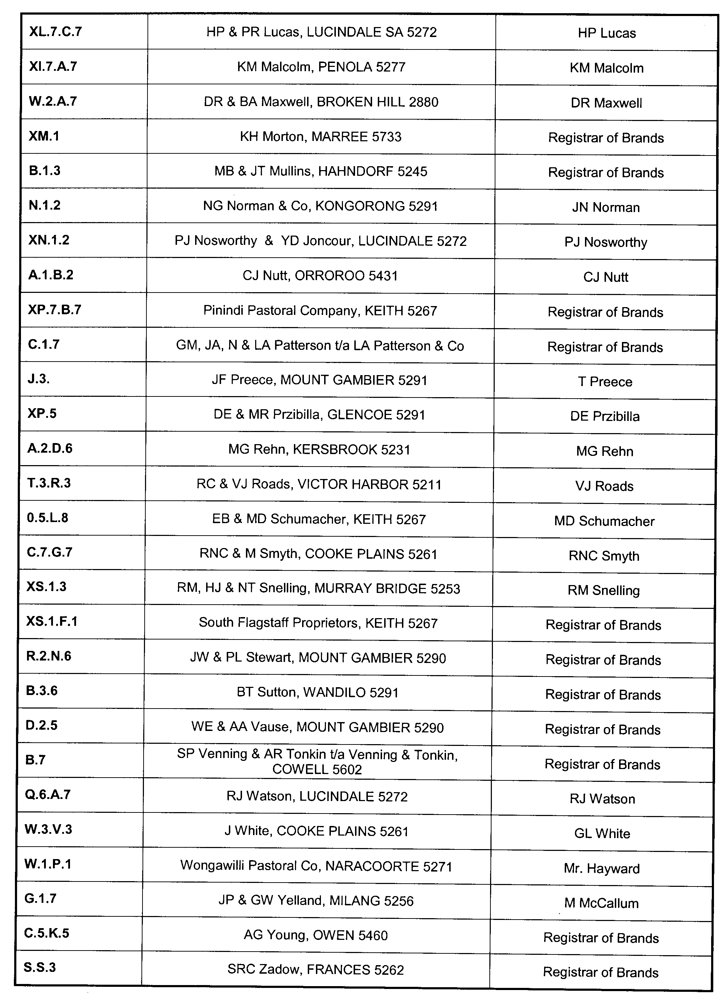 XL.7.C.7 HP & PR Lucas, LUCINDALE SA 5272 HP Lucas
XI.7.A.7 KM Malcolm, PENOLA 5277 KM Malcolm
W.2.A.7 DR & BA Maxwell, BROKEN HILL 2880 DR Maxwell
XM.1 KH Morton, MARREE 5733 Registrar of Brands
B.1.3 MB & JT Mullins, HAHNDORF 5245 Registrar of Brands
N.1.2 NG Norman & Co, KONGORONG 5291 JN Norman
XN.1.2 PJ Nosworthy & YD Joncour, LUCINDALE 5272 PJ Nosworthy
A.1.B.2 CJ Nutt, ORROROO 5431 CJ Nutt
XP.7.B.7 Pinindi Pastoral Company, KEITH 5267 Registrar of Brands
C.1.7 GM, JA, N & LA Patterson t/a LA Patterson & Co Registrar of Brands
J.3. JF Preece, MOUNT GAMBIER 5291 T Preece
XP.5 DE & MR Przibilla, GLENCOE 5291 DE Przibilla
A.2.D.6 MG Rehn, KERSBROOK 5231 MG Rehn
T.3.R.3 RC & VJ Roads, VICTOR HARBOR 5211 VJ Roads
0.5.L.8 EB & MD Schumacher, KEITH 5267 MD Schumacher
C.7.G.7 RNC & M Smyth, COOKE PLAINS 5261 RNC Smyth
XS.1.3 RM, HJ & NT Snelling, MURRAY BRIDGE 5253 RM Snelling
XS.1.F.1 South Flagstaff Proprietors, KEITH 5267 Registrar of Brands
R.2.N.6 JW & PL Stewart, MOUNT GAMBIER 5290 Registrar of Brands
B.3.6 BT Sutton, WANDILO 5291 Registrar of Brands
D.2.5 WE & AA Vause, MOUNT GAMBIER 5290 Registrar of Brands
B.7 SP Venning & AR Tonkin t/a Venning & Tonkin,
COWELL 5602 Registrar of Brands
Q.6.A.7 RJ Watson, LUCINDALE 5272 RJ Watson
W.3.V.3 J White, COOKE PLAINS 5261 GL White
W.1.P.1 Wongawilli Pastoral Co, NARACOORTE 5271 Mr. Hayward
G.1.7 JP & GW Yelland, MILANG 5256 M McCallum
C.5.K.5 AG Young, OWEN 5460 Registrar of Brands
S.S.3 SRC Zadow, FRANCES 5262 Registrar of Brands